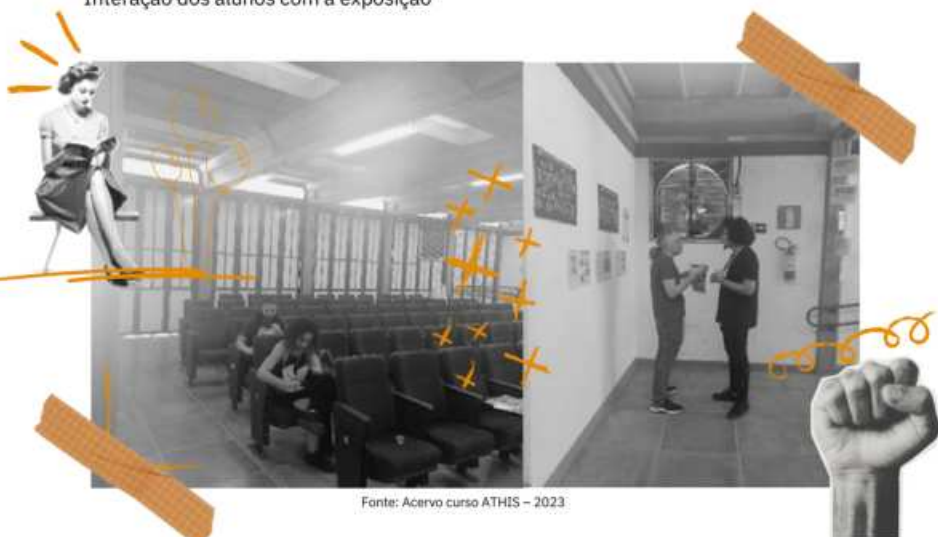 Interação dos alunos com a exposição
Fonte: Acervo curso ATHIS – 2023